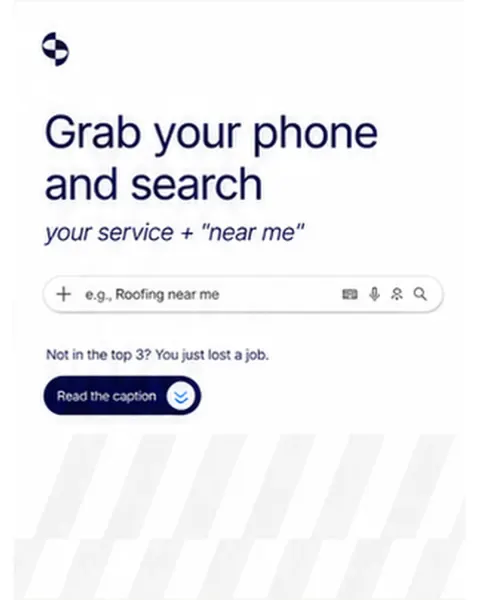 Grab your phone
and search
your service + "near me"
e.g., Roofing near me
Not in the top 3? You just lost a job.
Read the caption